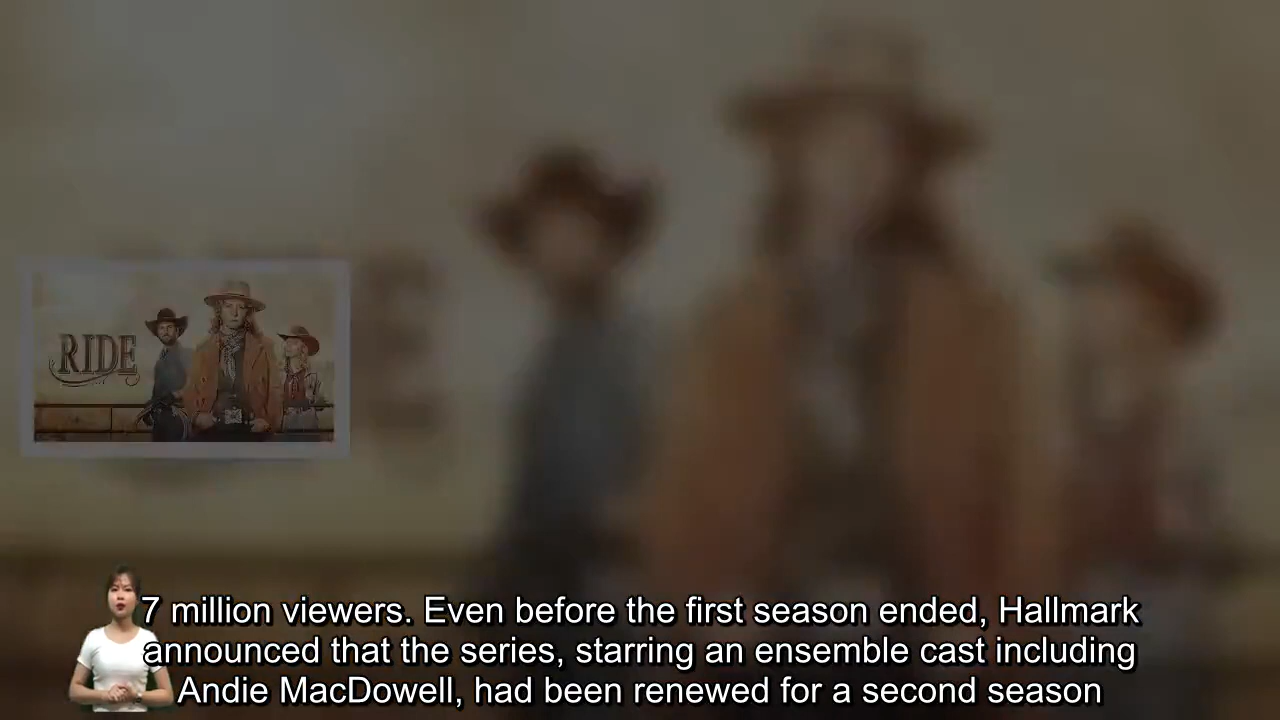 RIDE
7 million viewers. Even before the first season ended, Hallmark
announced that the series, starring an ensemble cast including
Andie MacDowell, had been renewed for a second season